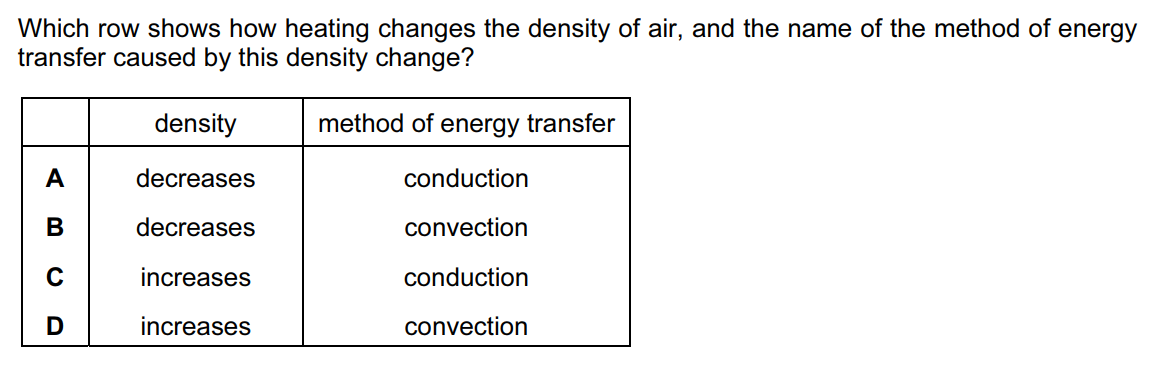 Which row shows how heating changes the density of air, and the name of the method of energy
transfer caused by this density change?
density method of energy transfer
A decreases conduction
B decreases convection
C increases conduction
D increases convection